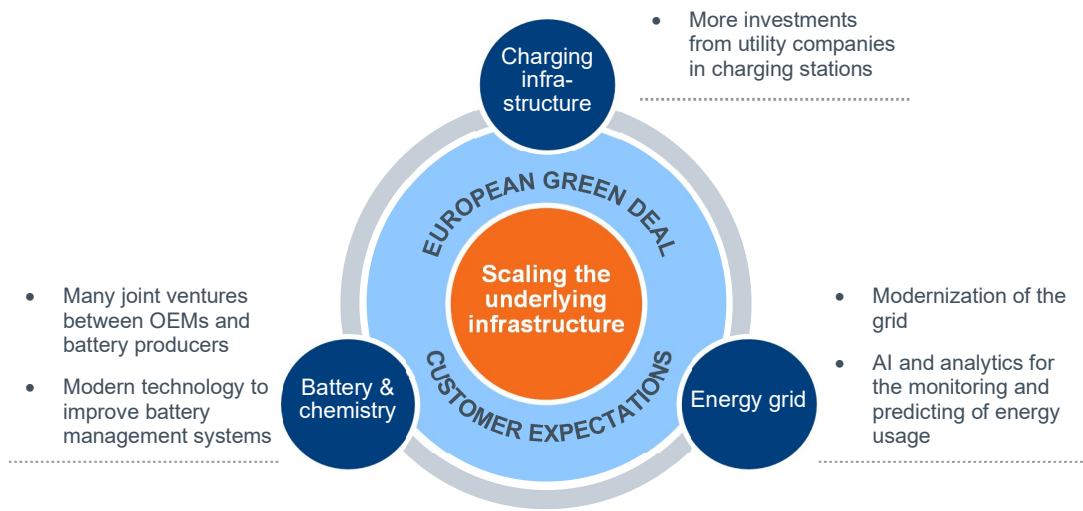 • More investments
from utility companies
in charging stations
Charging
infra-
structure
EUROPEAN GREEN DEAL
Scaling the
underlying
infrastructure
CUSTOMER EXPECTATIONS
• Many joint ventures
between OEMs and
battery producers
• Modern technology to
improve battery
management systems
Battery &
chemistry
Energy grid
• Modernization of the
grid
• AI and analytics for
the monitoring and
predicting of energy
usage